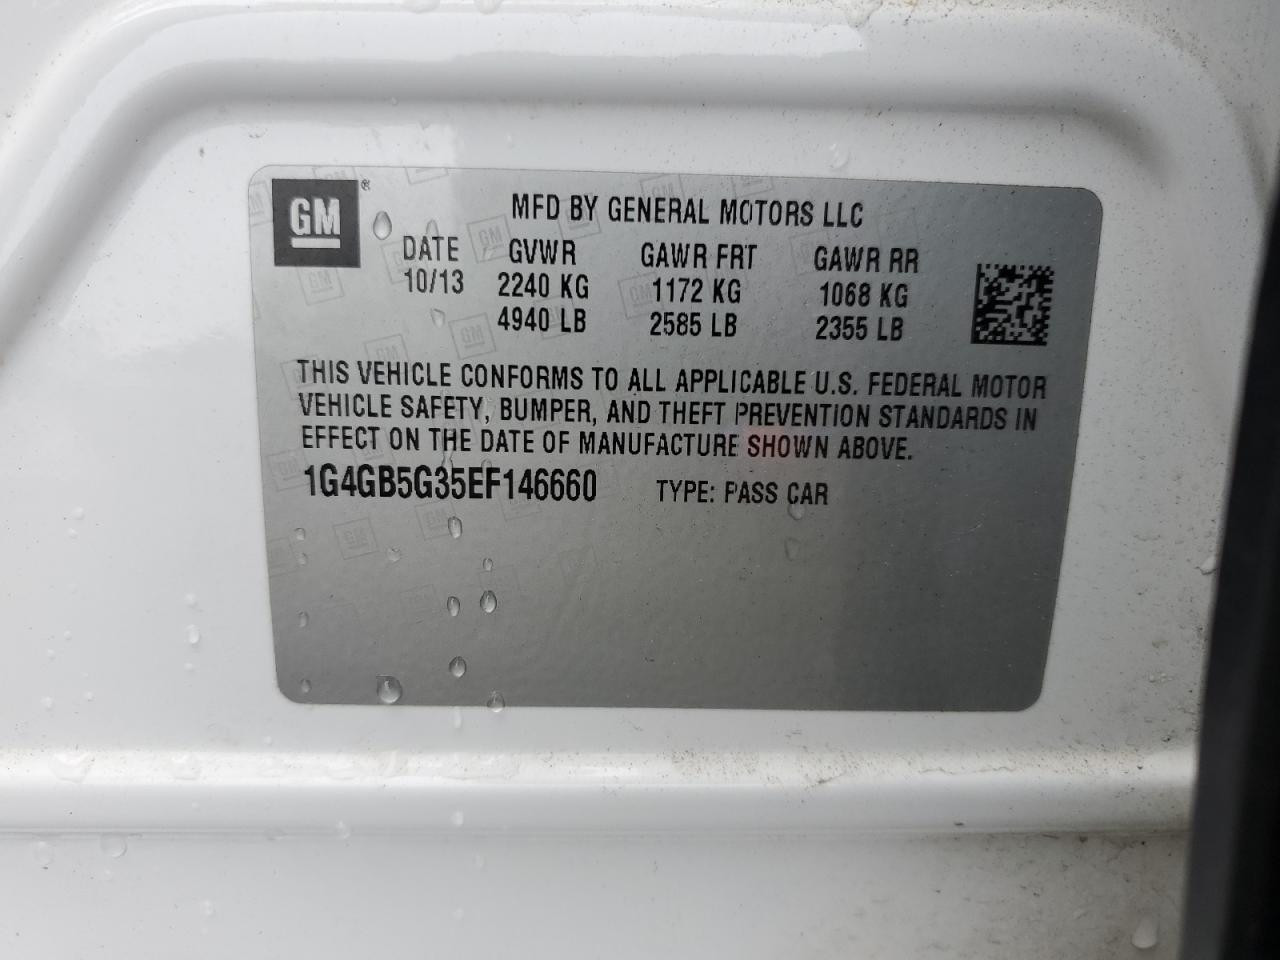 GM®
MFD BY GENERAL MOTORS LLC
DATE GVWR GAWR FRT GAWR RR
10/13 2240 KG 1172 KG 1068 KG
4940 LB 2585 LB 2355 LB
THIS VEHICLE CONFORMS TO ALL APPLICABLE U.S. FEDERAL MOTOR
VEHICLE SAFETY, BUMPER, AND THEFT PREVENTION STANDARDS IN
EFFECT ON THE DATE OF MANUFACTURE SHOWN ABOVE.
1G4GB5G35EF146660 TYPE: PASS CAR